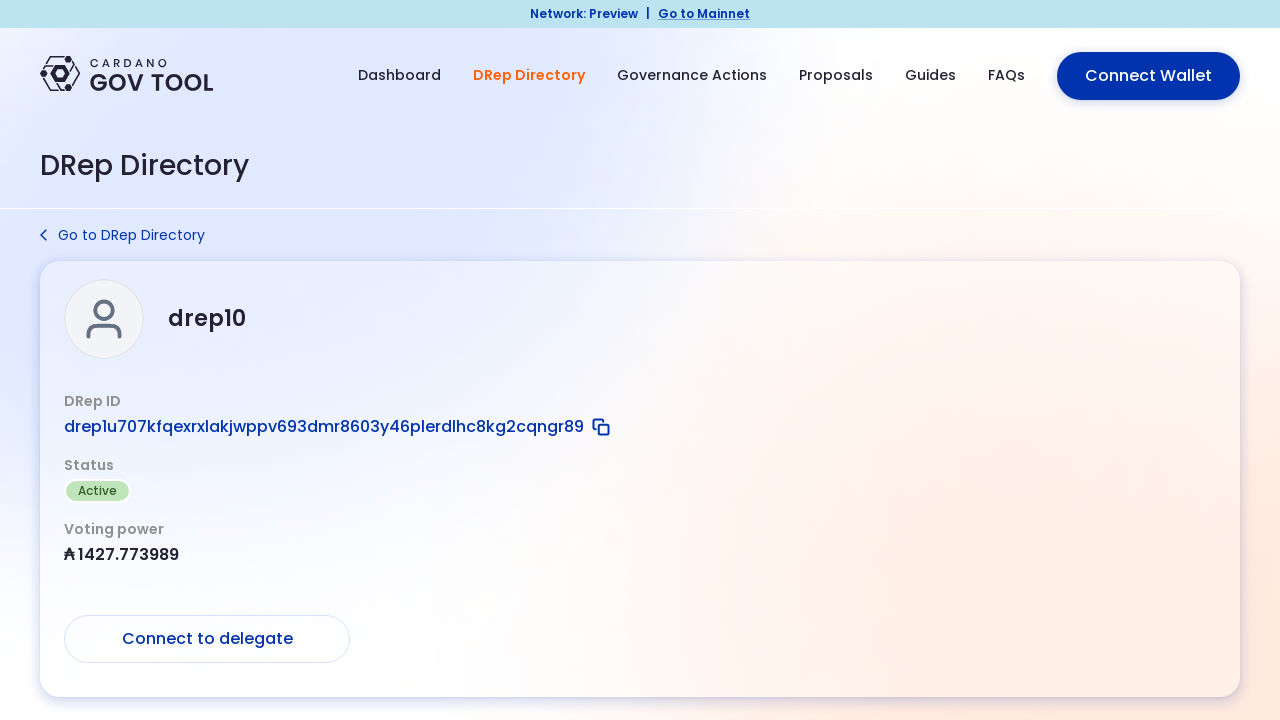 Network: Preview | Go to Mainnet
CARDANO
GOV TOOL
Dashboard
DRep Directory
Governance Actions
Proposals
Guides
FAQs
Connect Wallet
DRep Directory
Go to DRep Directory
drep10
DRep ID
drep1u707kfqexrxlakjwppv693dmr8603y46plerdlhc8kg2cqngr89
Status
Active
Voting power
₳ 1427.773989
Connect to delegate